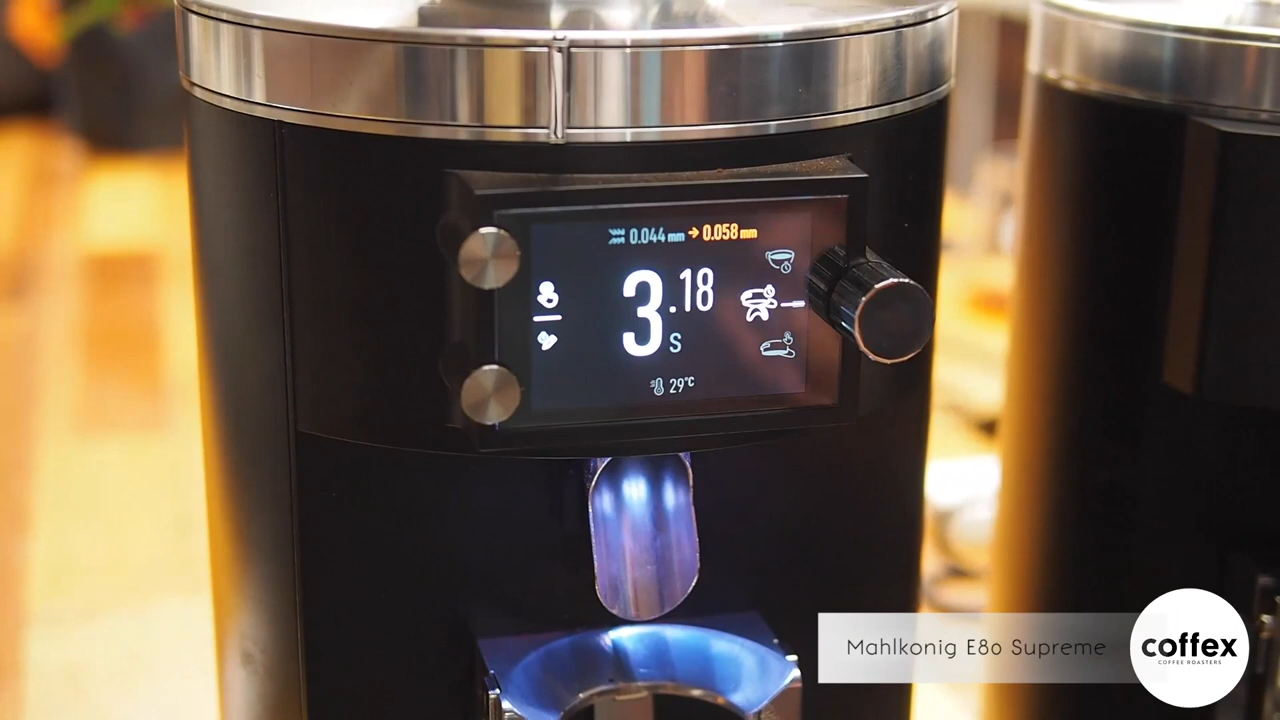 0.044 mm → 0.058 mm
3.18
s
29°C
Mahlkonig E80 Supreme
coffex
COFFEE ROASTERS